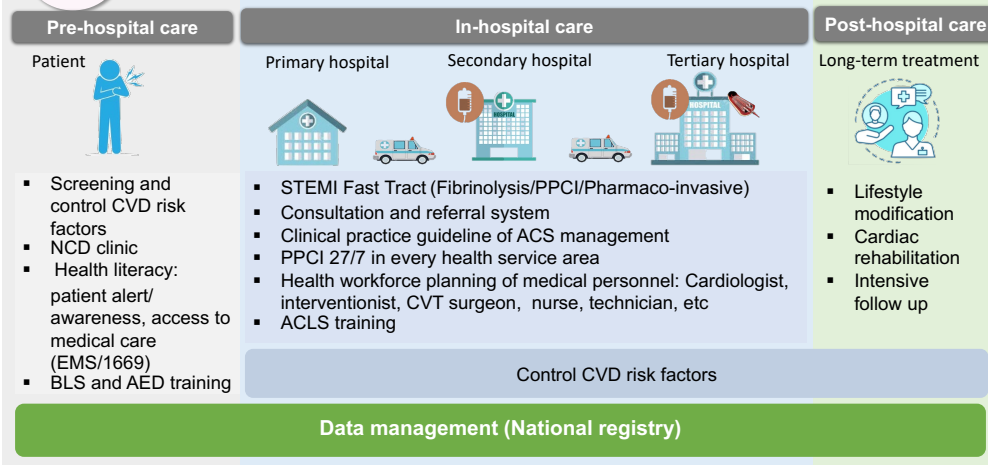 Pre-hospital care
In-hospital care
Post-hospital care
Patient
Primary hospital
Secondary hospital
Tertiary hospital
Long-term treatment
HOSPITAL
HOSPITAL
▪ Screening and
control CVD risk
factors
▪ NCD clinic
▪ Health literacy:
patient alert/
awareness, access to
medical care
(EMS/1669)
▪ BLS and AED training
▪ STEMI Fast Tract (Fibrinolysis/PPCI/Pharmaco-invasive)
▪ Consultation and referral system
▪ Clinical practice guideline of ACS management
▪ PPCI 27/7 in every health service area
▪ Health workforce planning of medical personnel: Cardiologist,
interventionist, CVT surgeon, nurse, technician, etc
▪ ACLS training
▪ Lifestyle
modification
▪ Cardiac
rehabilitation
▪ Intensive
follow up
Control CVD risk factors
Data management (National registry)